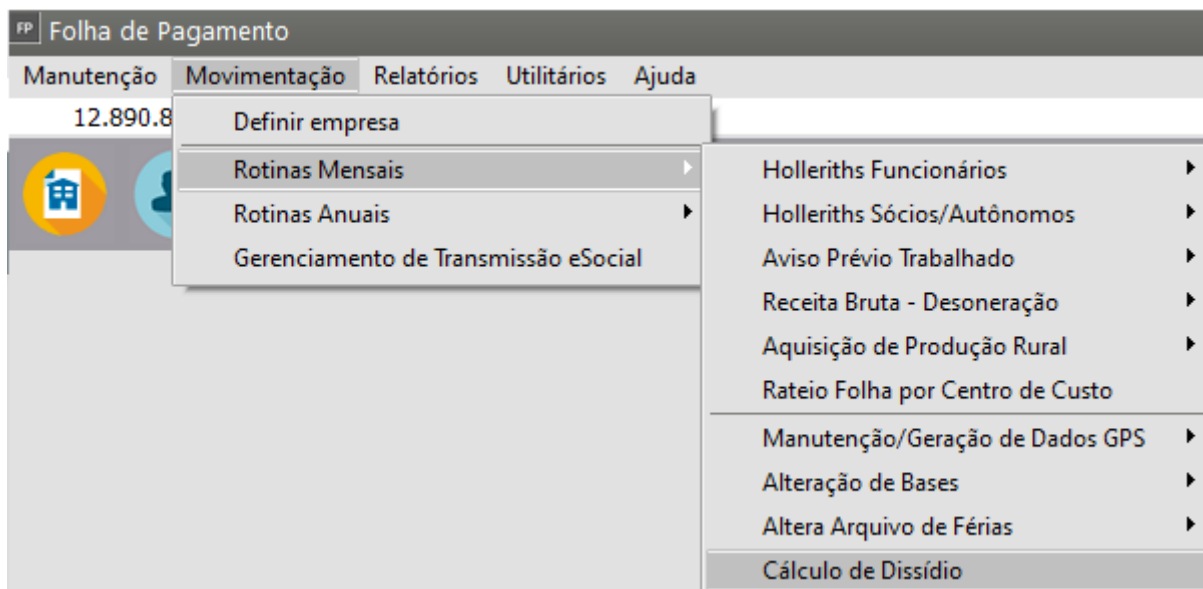 FP Folha de Pagamento
Manutenção Movimentação Relatórios Utilitários Ajuda
12.890.8
Definir empresa
Rotinas Mensais
Rotinas Anuais
Gerenciamento de Transmissão eSocial
Holleriths Funcionários
Holleriths Sócios/Autônomos
Aviso Prévio Trabalhado
Receita Bruta - Desoneração
Aquisição de Produção Rural
Rateio Folha por Centro de Custo
Manutenção/Geração de Dados GPS
Alteração de Bases
Altera Arquivo de Férias
Cálculo de Dissídio